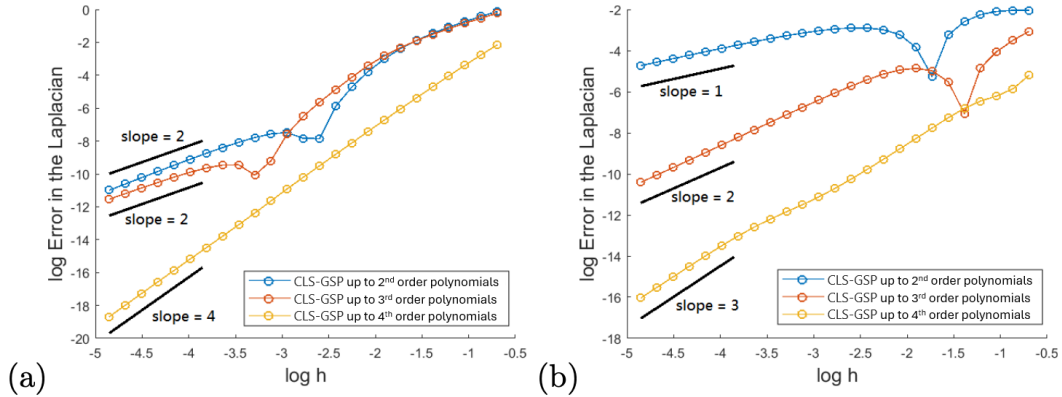 (a)
log Error in the Laplacian
0
-2
-4
-6
-8
-10
-12
-14
-16
-18
-20
slope = 2
slope = 2
slope = 4
CLS-GSP up to 2nd order polynomials
CLS-GSP up to 3rd order polynomials
CLS-GSP up to 4th order polynomials
-5 -4.5 -4 -3.5 -3 -2.5 -2 -1.5 -1 -0.5
log h
(b)
log Error in the Laplacian
-2
-4
-6
-8
-10
-12
-14
-16
-18
slope = 1
slope = 2
slope = 3
CLS-GSP up to 2nd order polynomials
CLS-GSP up to 3rd order polynomials
CLS-GSP up to 4th order polynomials
-5 -4.5 -4 -3.5 -3 -2.5 -2 -1.5 -1 -0.5
log h